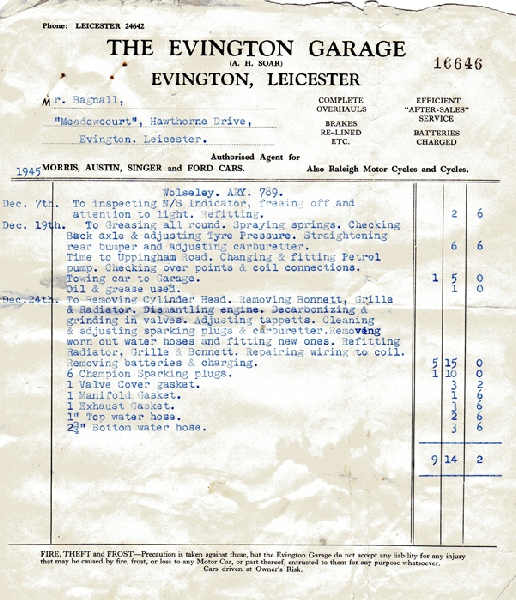 Phone: LEICESTER 24642
THE EVINGTON GARAGE
(A. H. SOAR)
16646
EVINGTON, LEICESTER
Mr. Bagnall,
"Meadowcourt", Hawthorne Drive,
Evington. Leicester.
COMPLETE OVERHAULS
BRAKES RE-LINED ETC.
EFFICIENT "AFTER-SALES" SERVICE
BATTERIES CHARGED
Authorised Agent for
1945 MORRIS, AUSTIN, SINGER and FORD CARS. Also Raleigh Motor Cycles and Cycles.
Wolseley. ARY. 789.
Dec. 7th. To inspecting N/S Indicator, freeing off and
attention to light. Refitting. 2 6
Dec. 19th. To Greasing all round. Spraying springs. Checking
Back axle & adjusting Tyre Pressure. Straightening
rear bumper and adjusting carburetter. 6 6
Time to Uppingham Road. Changing & fitting Petrol
pump. Checking over points & coil connections.
Towing car to Garage. 1 5 0
Oil & grease used. 1 0
Dec.24th. To Removing Cylinder Head. Removing Bonnett, Grille
& Radiator. Dismantling engine. Decarbonizing &
grinding in valves. Adjusting tappetts. Cleaning
& adjusting sparking plugs & carburetter.Removing
worn out water hoses and fitting new ones. Refitting
Radiator, Grille & Bonnett. Repairing wiring to coil.
Removing batteries & charging. 5 15 0
6 Champion Sparking plugs. 1 10 0
1 Valve Cover gasket. 3 2
1 Manifold Gasket. 1 6
1 Exhaust Gasket. 6
1" Top water hose. 2 6
2¾" Bottom water hose. 3 6
9 14 2
FIRE, THEFT and FROST—Precaution is taken against these, but the Evington Garage do not accept any liability for any injury
that may be caused by fire, frost, or loss to any Motor Car, or part thereof, entrusted to them for any purpose whatsoever.
Cars driven at Owner's Risk.